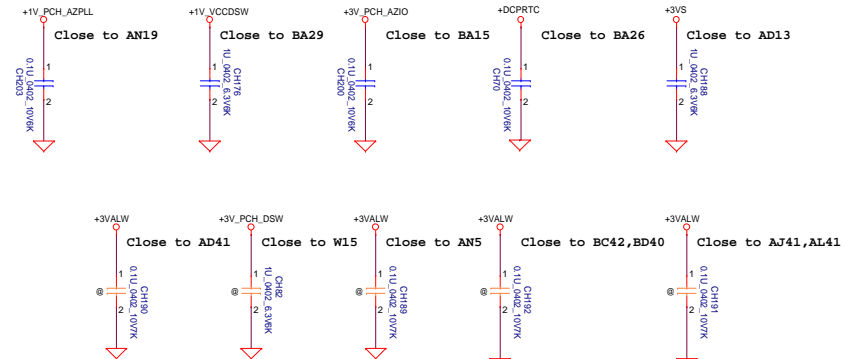 +1V_PCH_AZPLL
Close to AN19
1
2
0.1U_0402_10V6K
CH203
+1V_VCCDSW
Close to BA29
1
2
CH176
1U_0402_6.3V6K
+3V_PCH_AZIO
Close to BA15
1
2
0.1U_0402_10V6K
CH200
+DCPRTC
Close to BA26
1
2
0.1U_0402_10V6K
CH70
+3VS
Close to AD13
1
2
CH188
1U_0402_6.3V6K
+3VALW
Close to AD41
@
1
2
CH190
0.1U_0402_10V7K
+3V_PCH_DSW
Close to W15
@
1
2
CH82
1U_0402_6.3V6K
+3VALW
Close to AN5
@
1
2
CH189
0.1U_0402_10V7K
+3VALW
Close to BC42,BD40
@
1
2
CH192
0.1U_0402_10V7K
+3VALW
Close to AJ41,AL41
@
1
2
CH191
0.1U_0402_10V7K